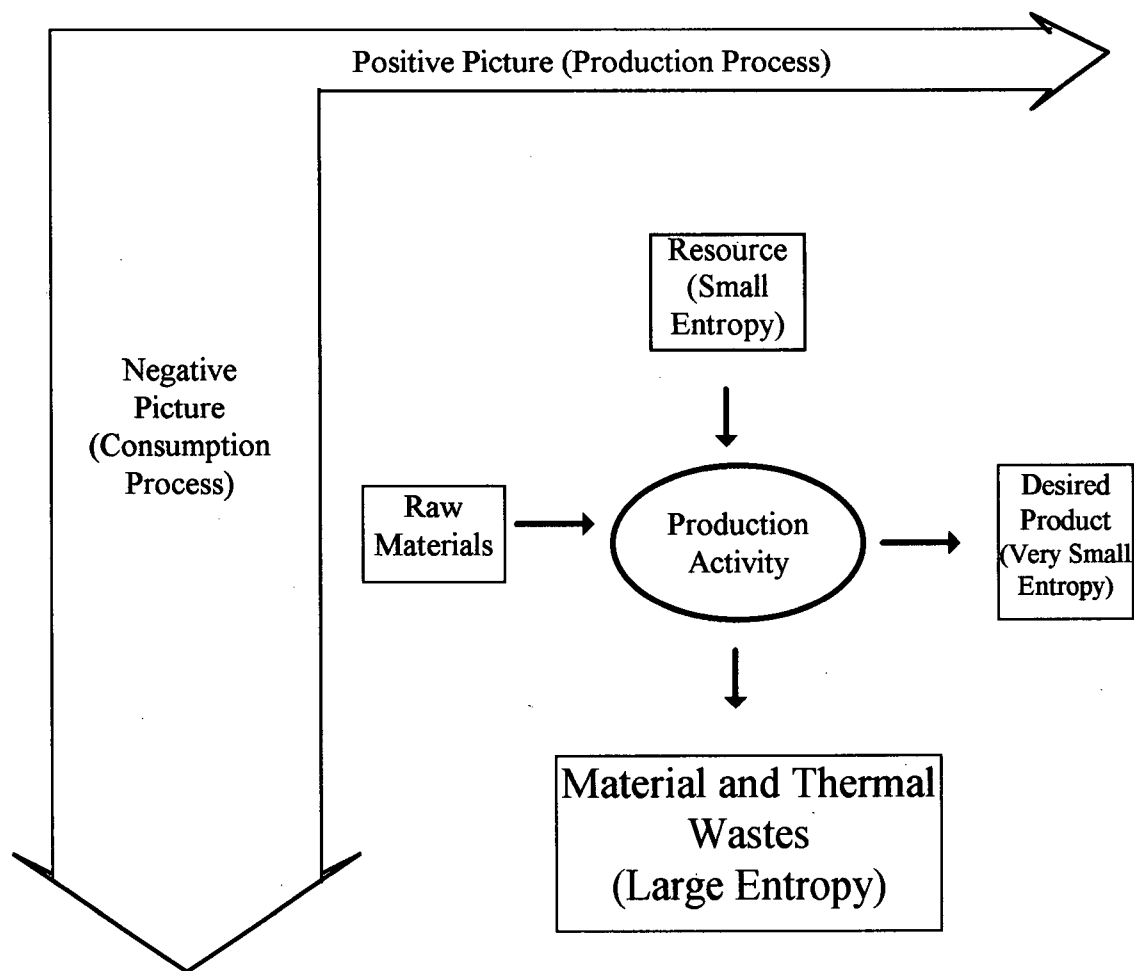 Positive Picture (Production Process)
Resource
(Small
Entropy)
Negative
Picture
(Consumption
Process)
Raw
Materials
Production
Activity
Desired
Product
(Very Small
Entropy)
Material and Thermal
Wastes
(Large Entropy)